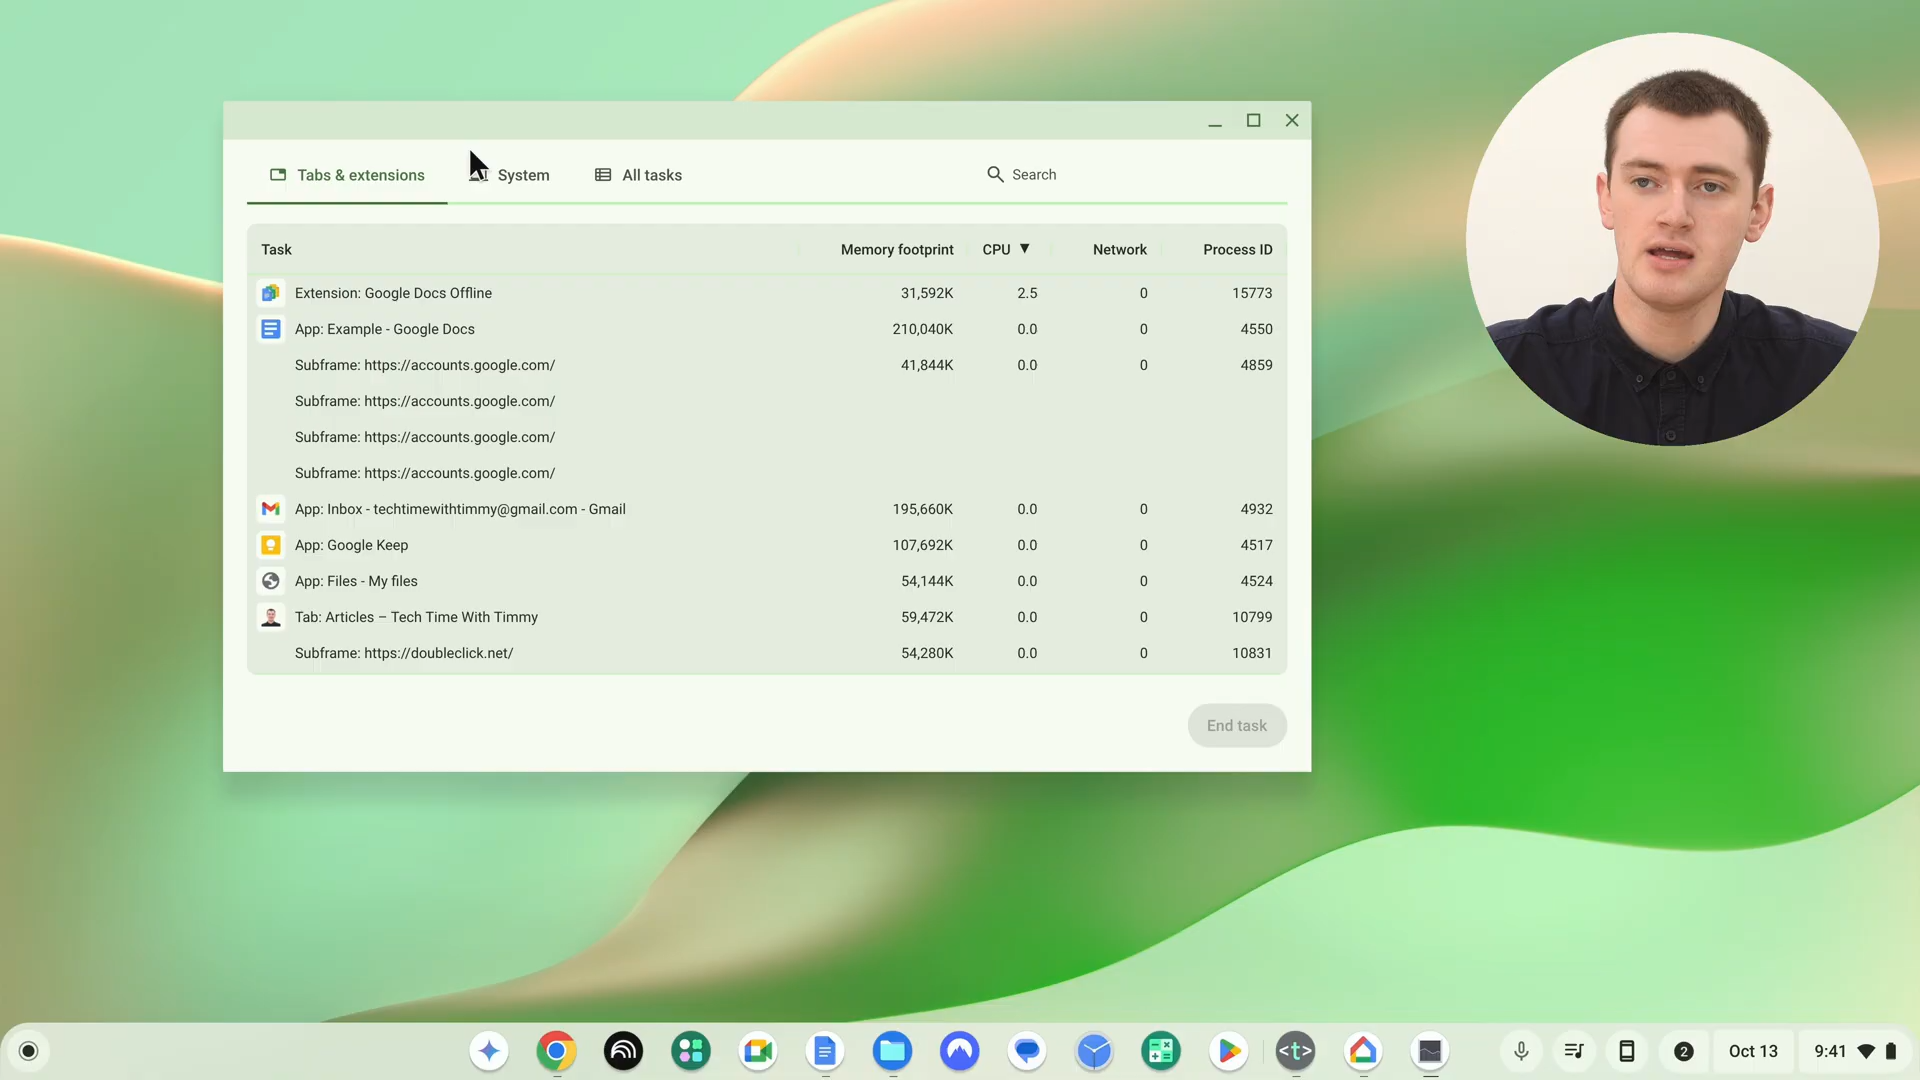 Tabs & extensions System All tasks Search
Task Memory footprint CPU ▼ Network Process ID
Extension: Google Docs Offline 31,592K 2.5 0 15773
App: Example - Google Docs 210,040K 0.0 0 4550
Subframe: https://accounts.google.com/ 41,844K 0.0 0 4859
Subframe: https://accounts.google.com/
Subframe: https://accounts.google.com/
Subframe: https://accounts.google.com/
App: Inbox - techtimewithtimmy@gmail.com - Gmail 195,660K 0.0 0 4932
App: Google Keep 107,692K 0.0 0 4517
App: Files - My files 54,144K 0.0 0 4524
Tab: Articles – Tech Time With Timmy 59,472K 0.0 0 10799
Subframe: https://doubleclick.net/ 54,280K 0.0 0 10831
End task
<t> 2 Oct 13 9:41